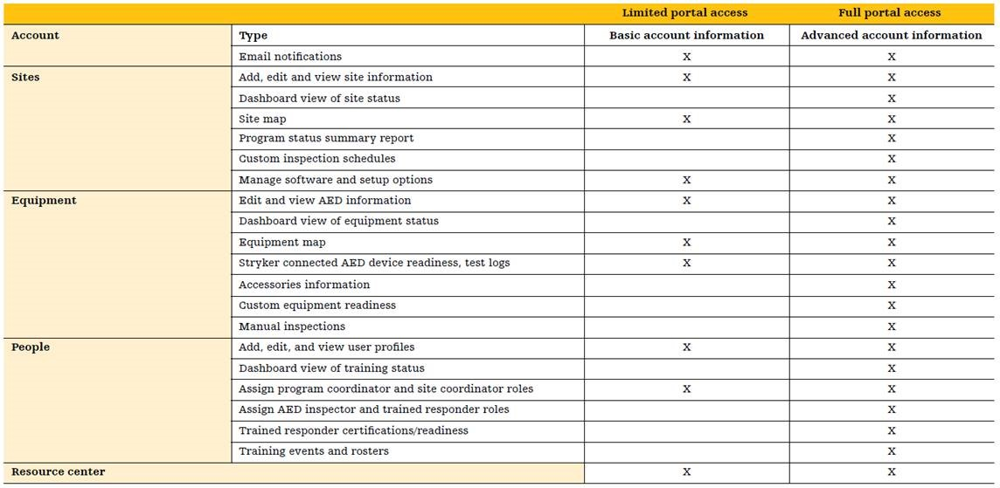 Limited portal access Full portal access
Account Type Basic account information Advanced account information
Email notifications X X
Sites Add, edit and view site information X X
Dashboard view of site status X
Site map X X
Program status summary report X
Custom inspection schedules X
Manage software and setup options X X
Equipment Edit and view AED information X X
Dashboard view of equipment status X
Equipment map X X
Stryker connected AED device readiness, test logs X X
Accessories information X
Custom equipment readiness X
Manual inspections X
People Add, edit, and view user profiles X X
Dashboard view of training status X
Assign program coordinator and site coordinator roles X X
Assign AED inspector and trained responder roles X
Trained responder certifications/readiness X
Training events and rosters X
Resource center X X